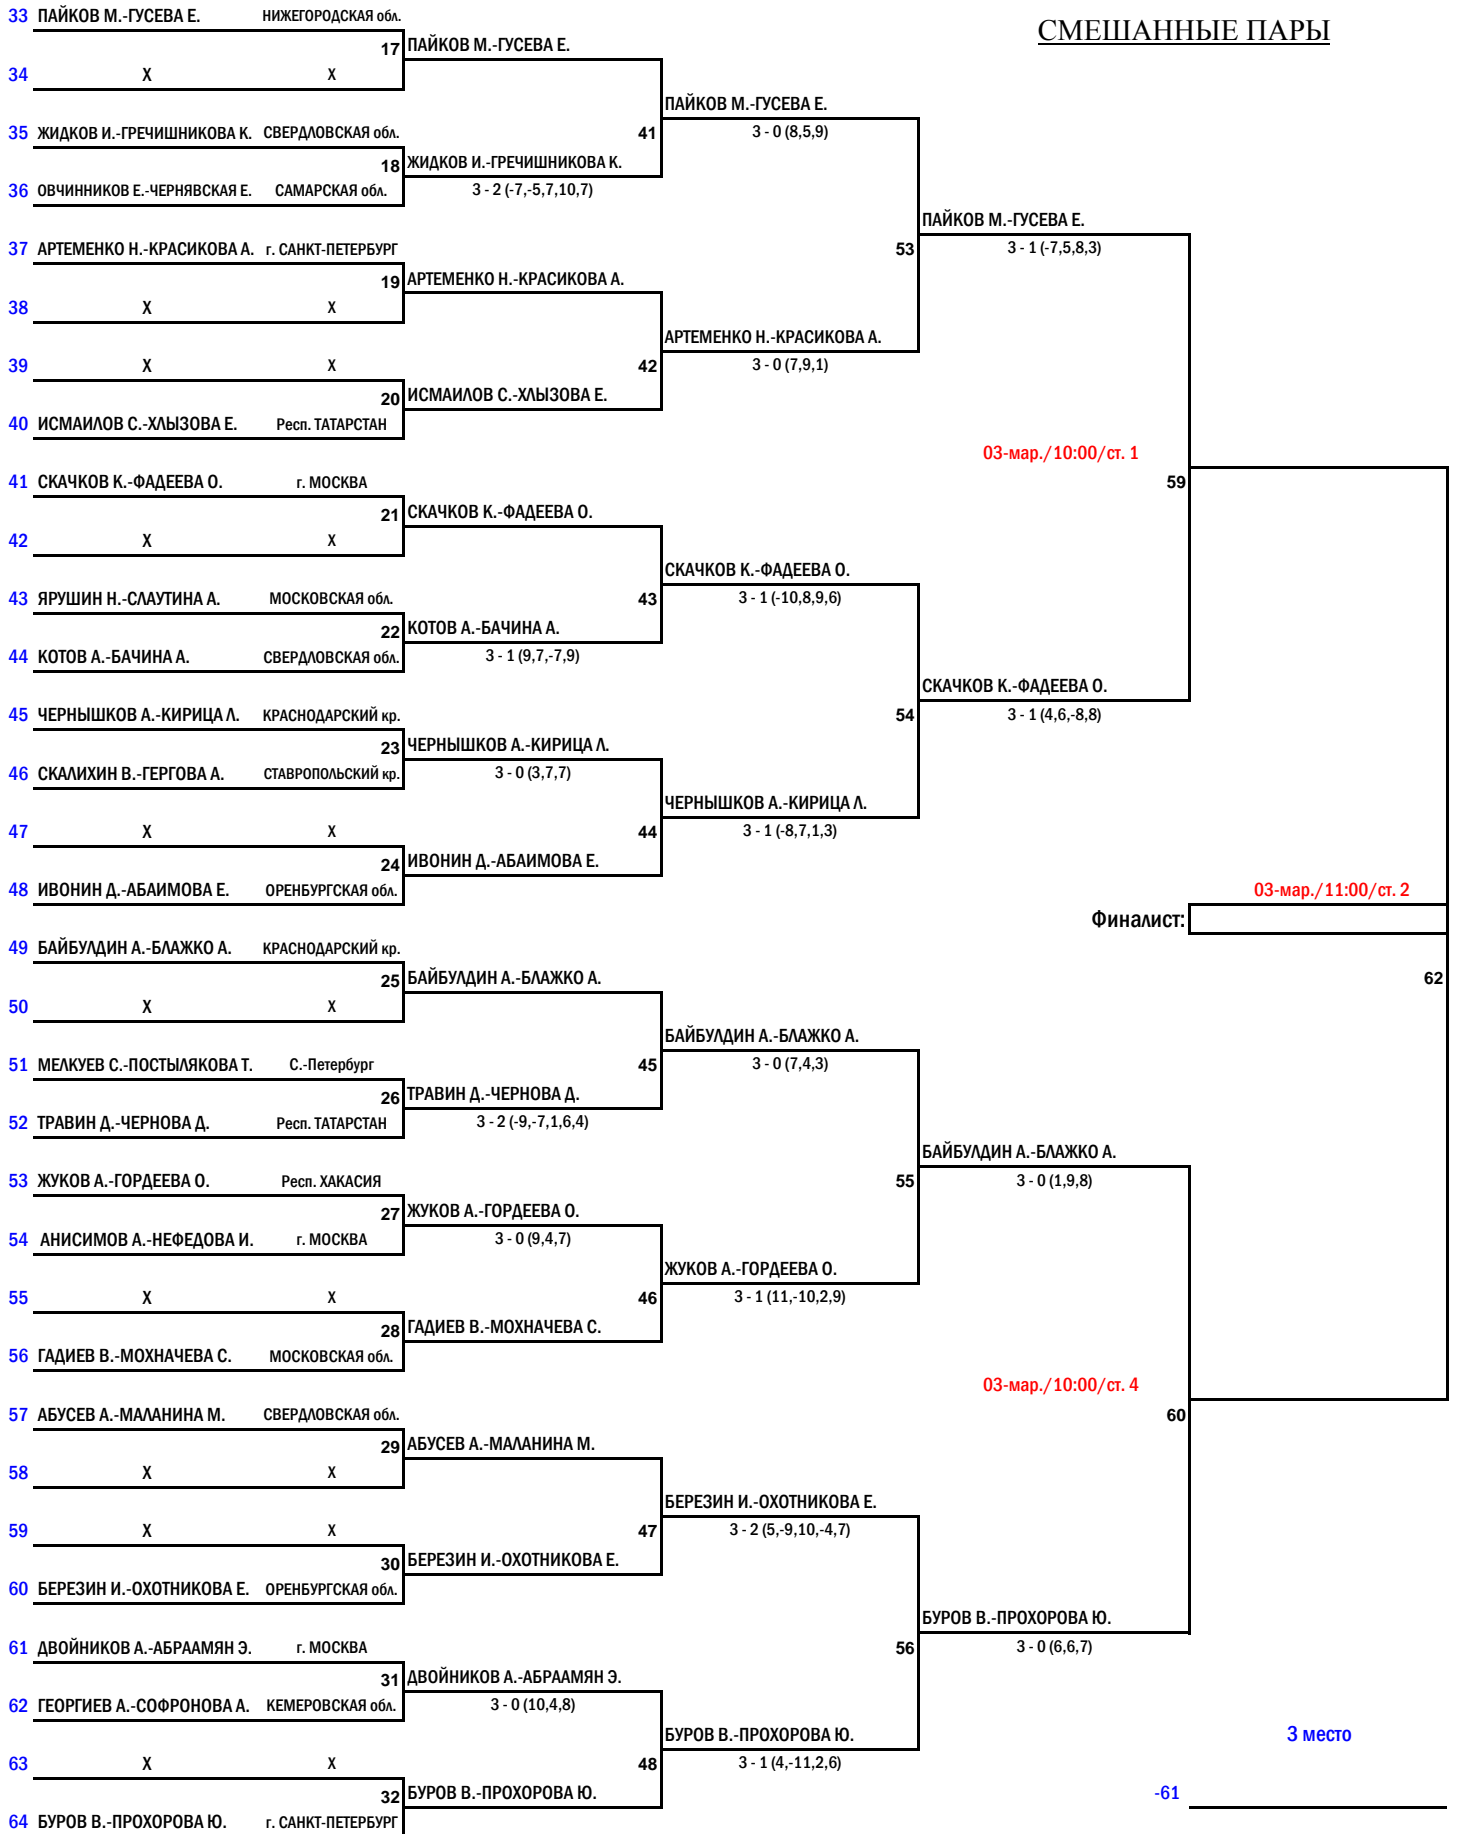 СМЕШАННЫЕ ПАРЫ
33 ПАЙКОВ М.-ГУСЕВА Е. НИЖЕГОРОДСКАЯ обл.
17 ПАЙКОВ М.-ГУСЕВА Е.
34 X X
ПАЙКОВ М.-ГУСЕВА Е.
35 ЖИДКОВ И.-ГРЕЧИШНИКОВА К. СВЕРДЛОВСКАЯ обл. 41 3 - 0 (8,5,9)
18 ЖИДКОВ И.-ГРЕЧИШНИКОВА К.
36 ОВЧИННИКОВ Е.-ЧЕРНЯВСКАЯ Е. САМАРСКАЯ обл. 3 - 2 (-7,-5,7,10,7)
ПАЙКОВ М.-ГУСЕВА Е.
37 АРТЕМЕНКО Н.-КРАСИКОВА А. г. САНКТ-ПЕТЕРБУРГ 53 3 - 1 (-7,5,8,3)
19 АРТЕМЕНКО Н.-КРАСИКОВА А.
38 X X
АРТЕМЕНКО Н.-КРАСИКОВА А.
39 X X 42 3 - 0 (7,9,1)
20 ИСМАИЛОВ С.-ХЛЫЗОВА Е.
40 ИСМАИЛОВ С.-ХЛЫЗОВА Е. Респ. ТАТАРСТАН
03-мар./10:00/ст. 1
41 СКАЧКОВ К.-ФАДЕЕВА О. г. МОСКВА 59
21 СКАЧКОВ К.-ФАДЕЕВА О.
42 X X
СКАЧКОВ К.-ФАДЕЕВА О.
43 ЯРУШИН Н.-СЛАУТИНА А. МОСКОВСКАЯ обл. 43 3 - 1 (-10,8,9,6)
22 КОТОВ А.-БАЧИНА А.
44 КОТОВ А.-БАЧИНА А. СВЕРДЛОВСКАЯ обл. 3 - 1 (9,7,-7,9)
СКАЧКОВ К.-ФАДЕЕВА О.
45 ЧЕРНЫШКОВ А.-КИРИЦА Л. КРАСНОДАРСКИЙ кр. 54 3 - 1 (4,6,-8,8)
23 ЧЕРНЫШКОВ А.-КИРИЦА Л.
46 СКАЛИХИН В.-ГЕРГОВА А. СТАВРОПОЛЬСКИЙ кр. 3 - 0 (3,7,7)
ЧЕРНЫШКОВ А.-КИРИЦА Л.
47 X X 44 3 - 1 (-8,7,1,3)
24 ИВОНИН Д.-АБАИМОВА Е.
48 ИВОНИН Д.-АБАИМОВА Е. ОРЕНБУРГСКАЯ обл. 03-мар./11:00/ст. 2
Финалист:
49 БАЙБУЛДИН А.-БЛАЖКО А. КРАСНОДАРСКИЙ кр.
25 БАЙБУЛДИН А.-БЛАЖКО А. 62
50 X X
БАЙБУЛДИН А.-БЛАЖКО А.
51 МЕЛКУЕВ С.-ПОСТЫЛЯКОВА Т. С.-Петербург 45 3 - 0 (7,4,3)
26 ТРАВИН Д.-ЧЕРНОВА Д.
52 ТРАВИН Д.-ЧЕРНОВА Д. Респ. ТАТАРСТАН 3 - 2 (-9,-7,1,6,4)
БАЙБУЛДИН А.-БЛАЖКО А.
53 ЖУКОВ А.-ГОРДЕЕВА О. Респ. ХАКАСИЯ 55 3 - 0 (1,9,8)
27 ЖУКОВ А.-ГОРДЕЕВА О.
54 АНИСИМОВ А.-НЕФЕДОВА И. г. МОСКВА 3 - 0 (9,4,7)
ЖУКОВ А.-ГОРДЕЕВА О.
55 X X 46 3 - 1 (11,-10,2,9)
28 ГАДИЕВ В.-МОХНАЧЕВА С.
56 ГАДИЕВ В.-МОХНАЧЕВА С. МОСКОВСКАЯ обл.
03-мар./10:00/ст. 4
57 АБУСЕВ А.-МАЛАНИНА М. СВЕРДЛОВСКАЯ обл. 60
29 АБУСЕВ А.-МАЛАНИНА М.
58 X X
БЕРЕЗИН И.-ОХОТНИКОВА Е.
59 X X 47 3 - 2 (5,-9,10,-4,7)
30 БЕРЕЗИН И.-ОХОТНИКОВА Е.
60 БЕРЕЗИН И.-ОХОТНИКОВА Е. ОРЕНБУРГСКАЯ обл.
БУРОВ В.-ПРОХОРОВА Ю.
61 ДВОЙНИКОВ А.-АБРААМЯН Э. г. МОСКВА 56 3 - 0 (6,6,7)
31 ДВОЙНИКОВ А.-АБРААМЯН Э.
62 ГЕОРГИЕВ А.-СОФРОНОВА А. КЕМЕРОВСКАЯ обл. 3 - 0 (10,4,8)
БУРОВ В.-ПРОХОРОВА Ю. 3 место
63 X X 48 3 - 1 (4,-11,2,6)
32 БУРОВ В.-ПРОХОРОВА Ю. -61
64 БУРОВ В.-ПРОХОРОВА Ю. г. САНКТ-ПЕТЕРБУРГ